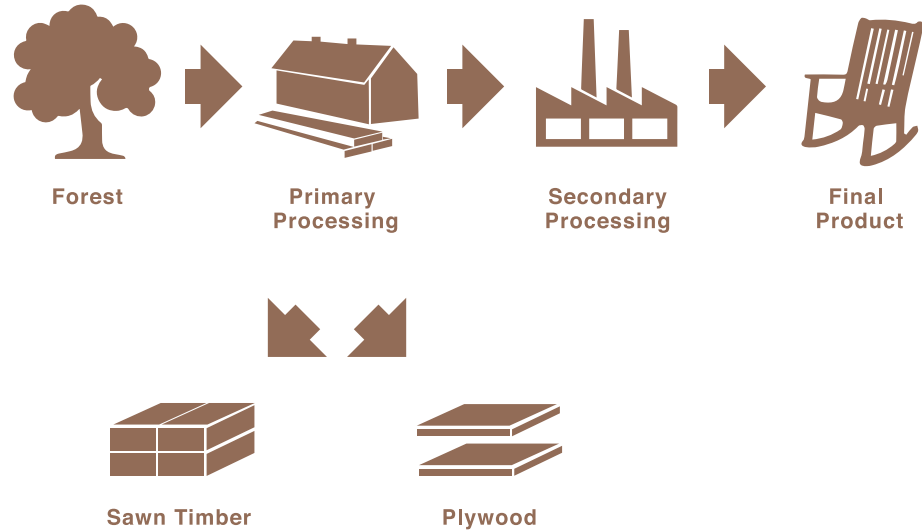 Forest
Primary
Processing
Secondary
Processing
Final
Product
Sawn Timber
Plywood